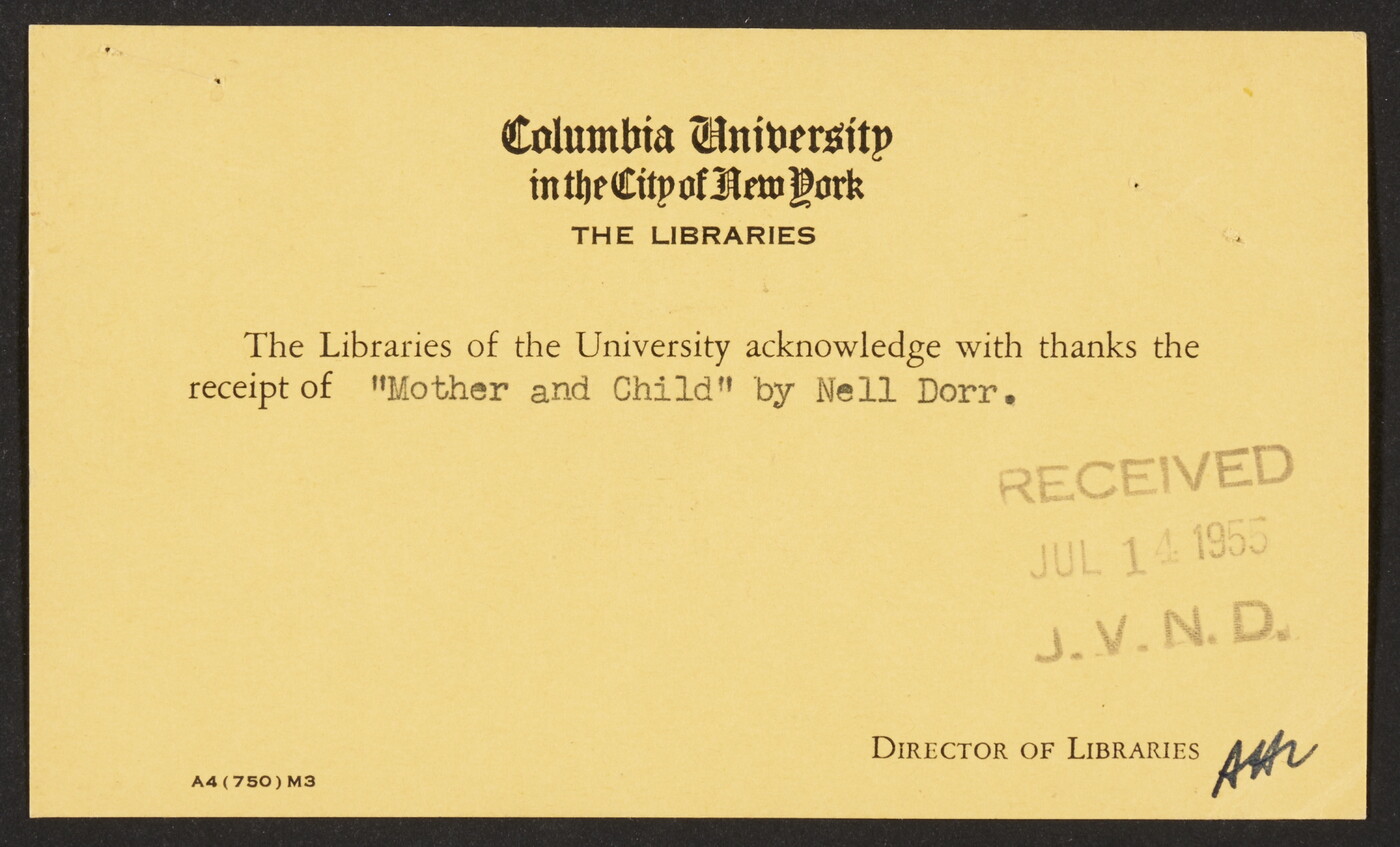 Columbia University
in the City of New York
THE LIBRARIES
The Libraries of the University acknowledge with thanks the
receipt of "Mother and Child" by Nell Dorr.
RECEIVED
JUL 14 1955
J. V. N. D.
DIRECTOR OF LIBRARIES
A4(750)M3